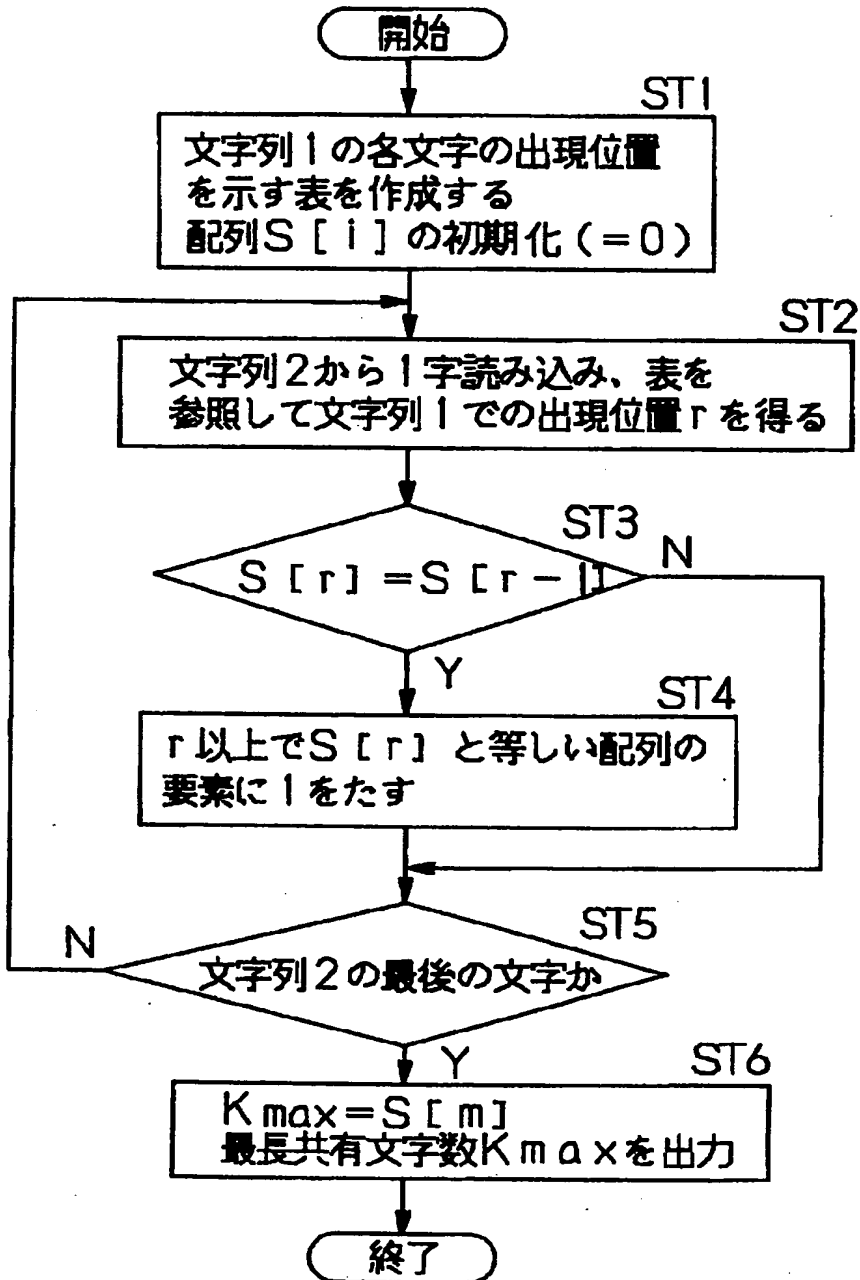 開始
ST1
文字列1の各文字の出現位置
を示す表を作成する
配列S[i]の初期化(=0)
ST2
文字列2から1字読み込み、表を
参照して文字列1での出現位置rを得る
ST3
S[r]=S[r-1]
N
Y
ST4
r以上でS[r]と等しい配列の
要素に1をたす
ST5
N
文字列2の最後の文字か
Y
ST6
Kmax=S[m]
最長共有文字数Kmaxを出力
終了